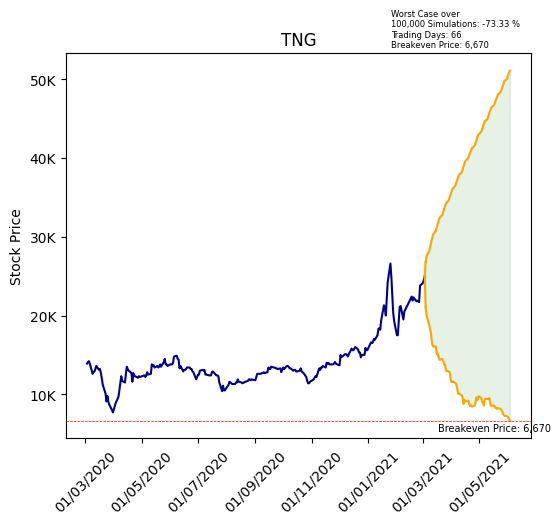 Worst Case over
100,000 Simulations: -73.33 %
Trading Days: 66
Breakeven Price: 6,670
TNG
Stock Price
50K
40K
30K
20K
10K
Breakeven Price: 6,670
01/03/2020
01/05/2020
01/07/2020
01/09/2020
01/11/2020
01/01/2021
01/03/2021
01/05/2021